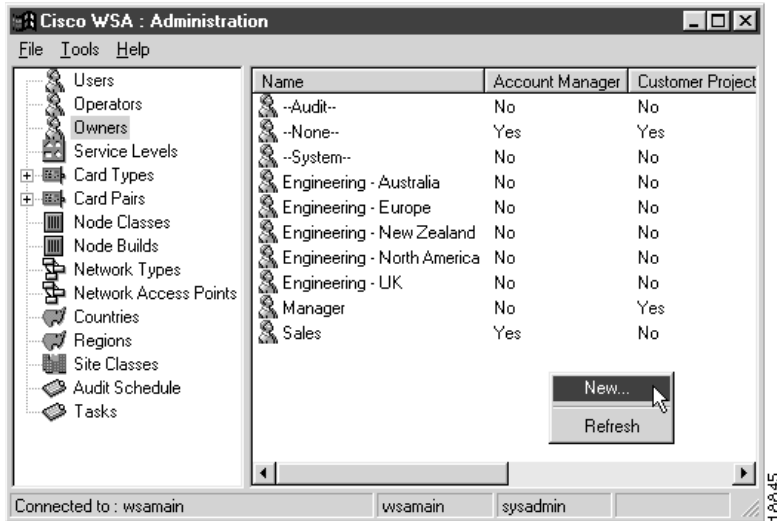 Cisco WSA : Administration
File Tools Help
Users
Operators
Owners
Service Levels
Card Types
Card Pairs
Node Classes
Node Builds
Network Types
Network Access Points
Countries
Regions
Site Classes
Audit Schedule
Tasks
Name Account Manager Customer Project
--Audit-- No No
--None-- Yes Yes
--System-- No No
Engineering - Australia No No
Engineering - Europe No No
Engineering - New Zealand No No
Engineering - North America No No
Engineering - UK No No
Manager No Yes
Sales Yes No
New...
Refresh
Connected to : wsamain wsamain sysadmin
18845